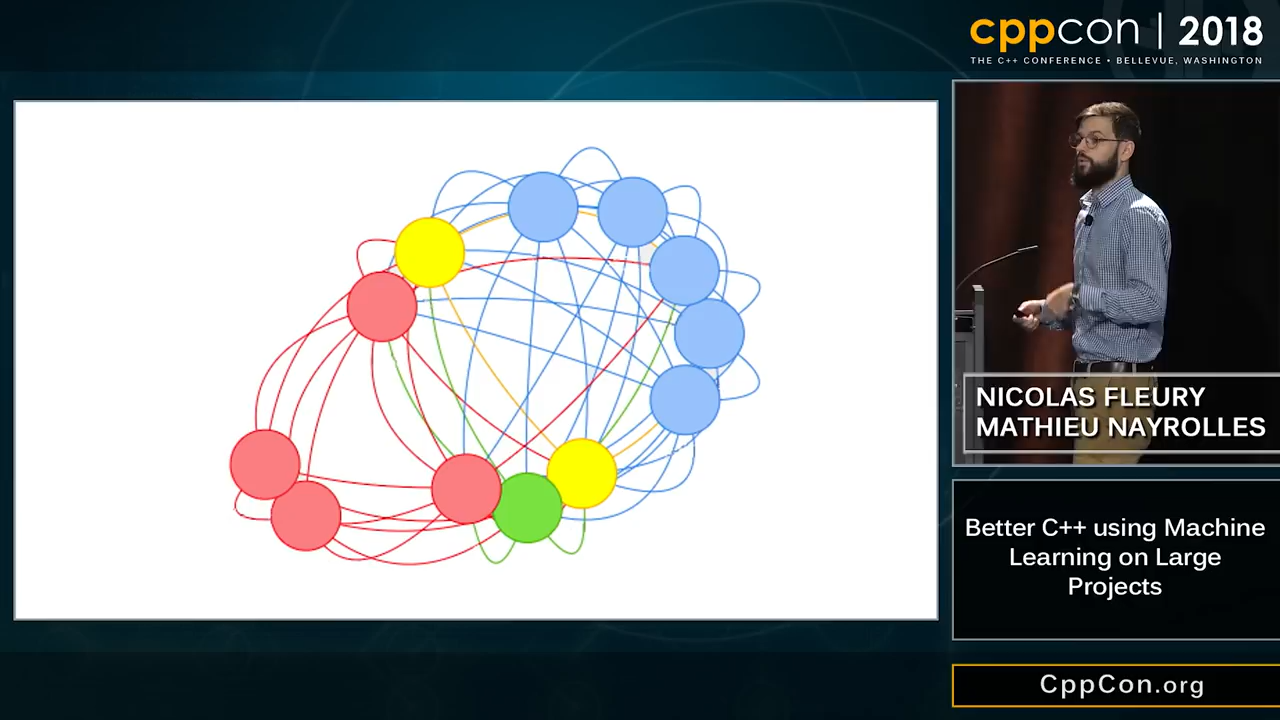 cppcon | 2018
THE C++ CONFERENCE • BELLEVUE, WASHINGTON
NICOLAS FLEURY
MATHIEU NAYROLLES
Better C++ using Machine
Learning on Large
Projects
CppCon.org